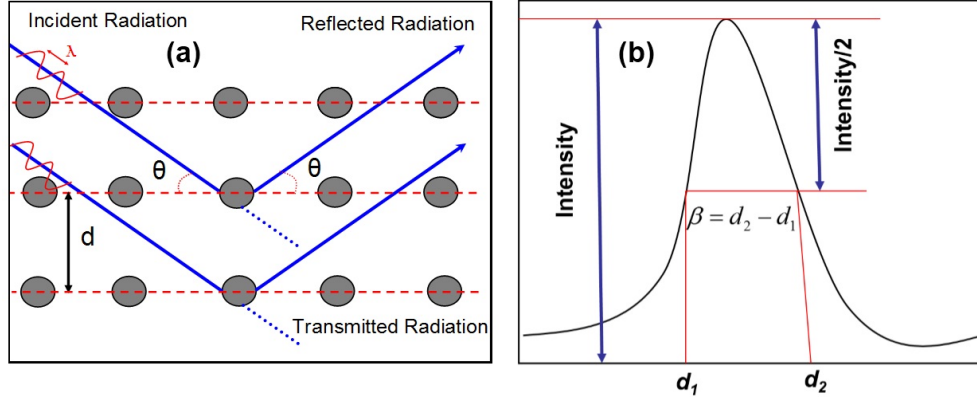 Incident Radiation
Reflected Radiation
(a)
λ
θ
θ
d
Transmitted Radiation
(b)
Intensity
Intensity/2
β = d₂ − d₁
d₁
d₂